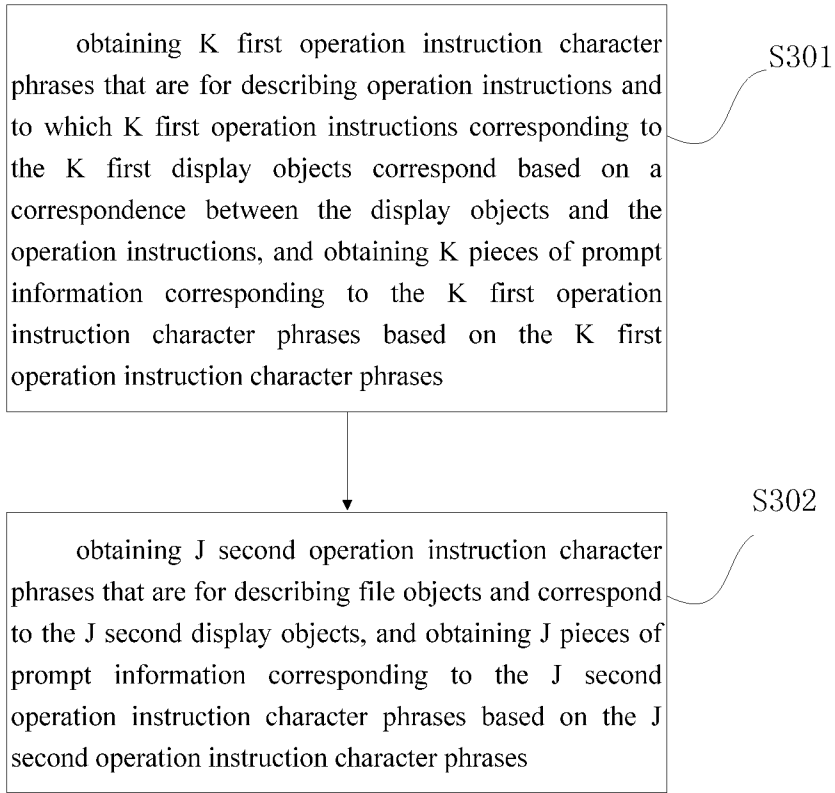 obtaining K first operation instruction character
phrases that are for describing operation instructions and
to which K first operation instructions corresponding to
the K first display objects correspond based on a
correspondence between the display objects and the
operation instructions, and obtaining K pieces of prompt
information corresponding to the K first operation
instruction character phrases based on the K first
operation instruction character phrases
S301
obtaining J second operation instruction character
phrases that are for describing file objects and correspond
to the J second display objects, and obtaining J pieces of
prompt information corresponding to the J second
operation instruction character phrases based on the J
second operation instruction character phrases
S302